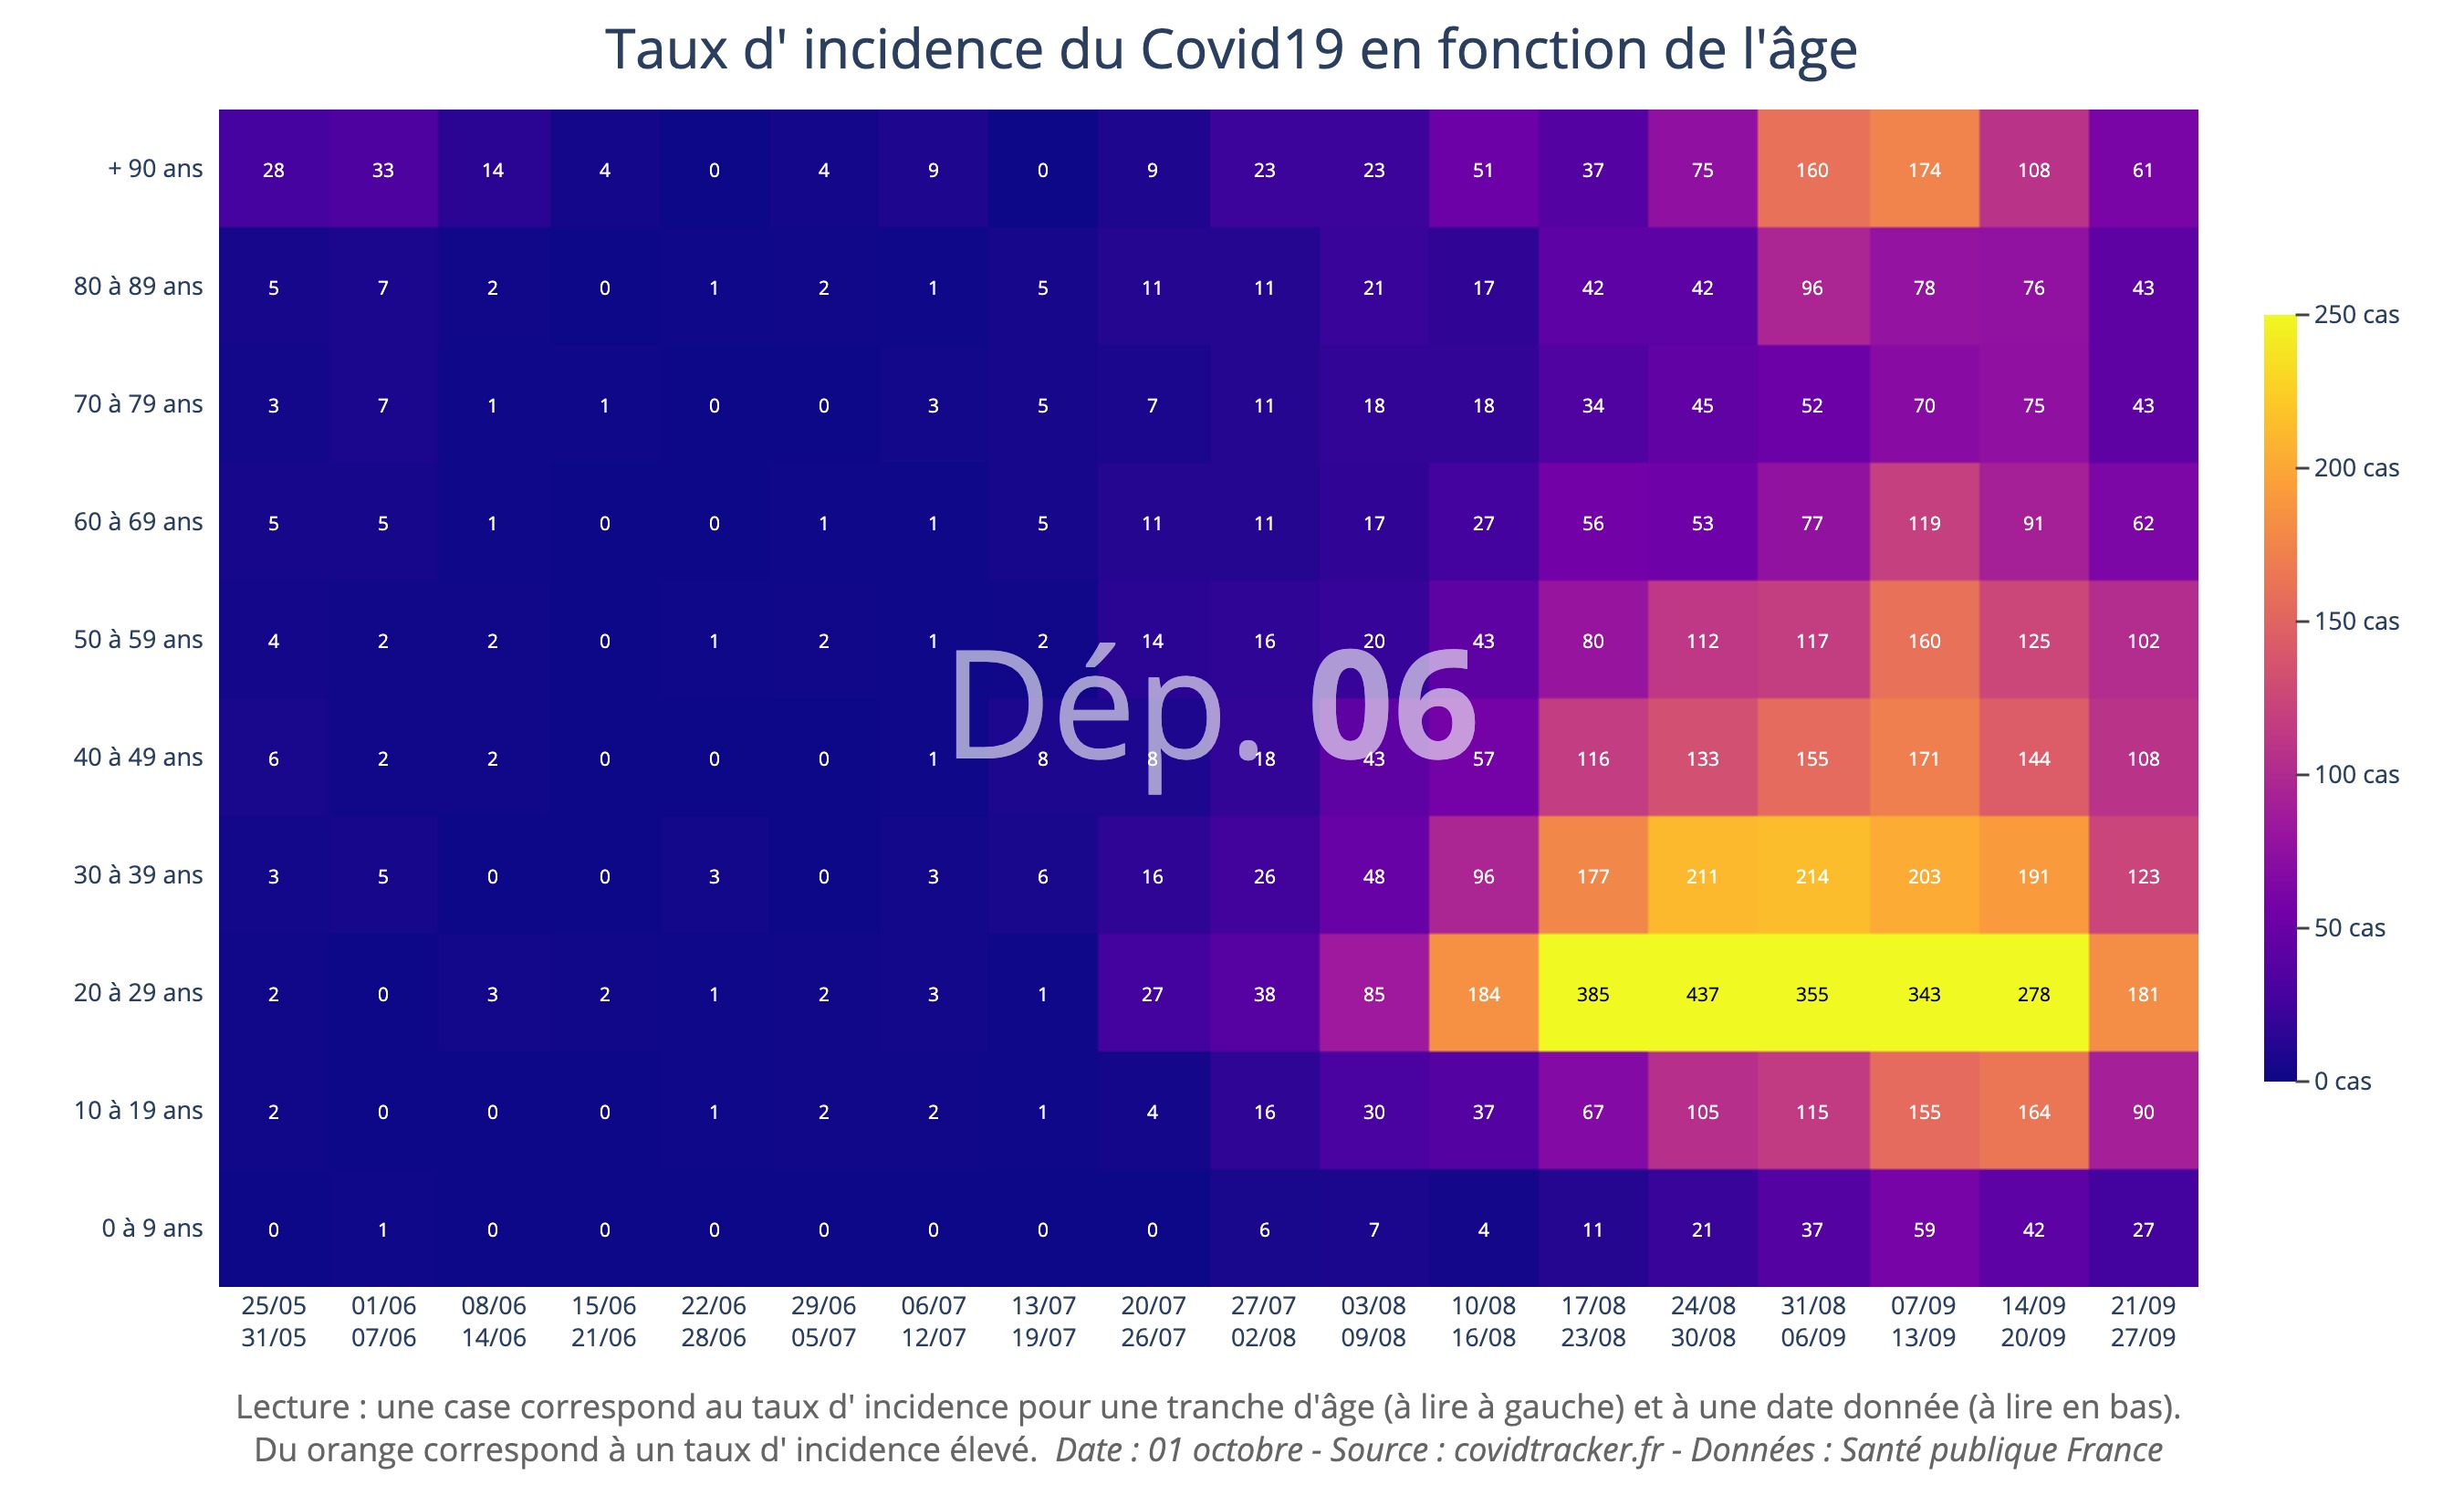 Taux d' incidence du Covid19 en fonction de l'âge
+ 90 ans 28 33 14 4 0 4 9 0 9 23 23 51 37 75 160 174 108 61
80 à 89 ans 5 7 2 0 1 2 1 5 11 11 21 17 42 42 96 78 76 43
70 à 79 ans 3 7 1 1 0 0 3 5 7 11 18 18 34 45 52 70 75 43
60 à 69 ans 5 5 1 0 0 1 1 5 11 11 17 27 56 53 77 119 91 62
50 à 59 ans 4 2 2 0 1 2 1 2 14 16 20 43 80 112 117 160 125 102
Dép. 06
40 à 49 ans 6 2 2 0 0 0 1 8 8 18 43 57 116 133 155 171 144 108
30 à 39 ans 3 5 0 0 3 0 3 6 16 26 48 96 177 211 214 203 191 123
20 à 29 ans 2 0 3 2 1 2 3 1 27 38 85 184 385 437 355 343 278 181
10 à 19 ans 2 0 0 0 1 2 2 1 4 16 30 37 67 105 115 155 164 90
0 à 9 ans 0 1 0 0 0 0 0 0 0 6 7 4 11 21 37 59 42 27
25/05 01/06 08/06 15/06 22/06 29/06 06/07 13/07 20/07 27/07 03/08 10/08 17/08 24/08 31/08 07/09 14/09 21/09
31/05 07/06 14/06 21/06 28/06 05/07 12/07 19/07 26/07 02/08 09/08 16/08 23/08 30/08 06/09 13/09 20/09 27/09
250 cas
200 cas
150 cas
100 cas
50 cas
0 cas
Lecture : une case correspond au taux d' incidence pour une tranche d'âge (à lire à gauche) et à une date donnée (à lire en bas).
Du orange correspond à un taux d' incidence élevé. Date : 01 octobre - Source : covidtracker.fr - Données : Santé publique France